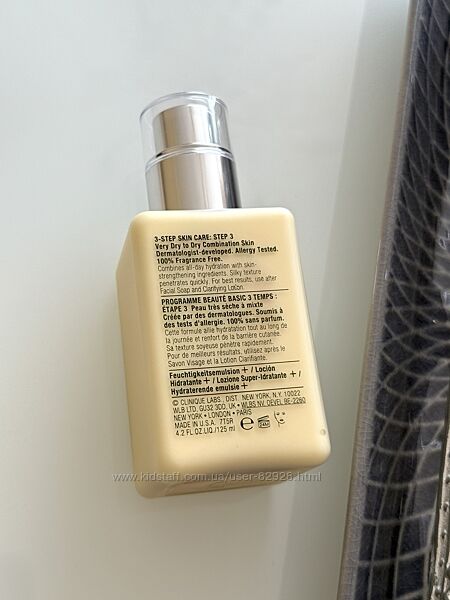 3-STEP SKIN CARE: STEP 3
Very Dry to Dry Combination Skin
Dermatologist-developed. Allergy Tested.
100% Fragrance Free.
Combines all-day hydration with skin-
strengthening ingredients. Silky texture
penetrates quickly. For best results, use after
Facial Soap and Clarifying Lotion.
PROGRAMME BEAUTÉ BASIC 3 TEMPS :
ÉTAPE 3 Peau très sèche à mixte
Créée par des dermatologues. Soumis à
des tests d'allergie. 100% sans parfum.
Cette formule allie hydratation tout au long de
la journée et renfort de la barrière cutanée.
Sa texture soyeuse pénètre rapidement.
Pour de meilleurs résultats, utilisez après le
Savon Visage et la Lotion Clarifiante.
Feuchtigkeitsemulsion + / Loción
Hidratante + / Lozione Super-Idratante + /
Hydraterende emulsie +
© CLINIQUE LABS., DIST. NEW YORK, N.Y. 10022
WLB LTD, GU32 3DD, UK • WLBS NV, OEVEL BE-2260
NEW YORK • LONDON • PARIS
MADE IN U.S.A. 7T5R
4.2 FL.OZ.LIQ./125 ml
24M
www.kidstaff.com.ua/user-82928.html